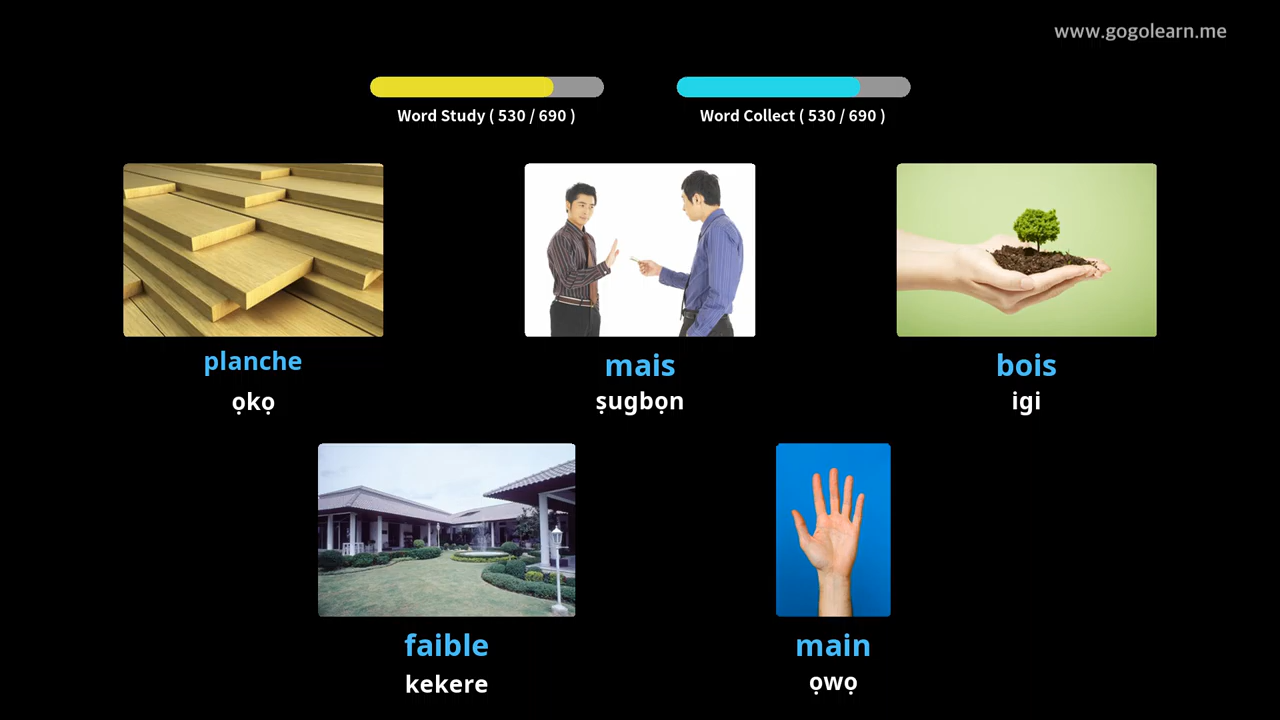 www.gogolearn.me
Word Study ( 530 / 690 )
Word Collect ( 530 / 690 )
planche
ọkọ
mais
ṣugbọn
bois
igi
faible
kekere
main
ọwọ